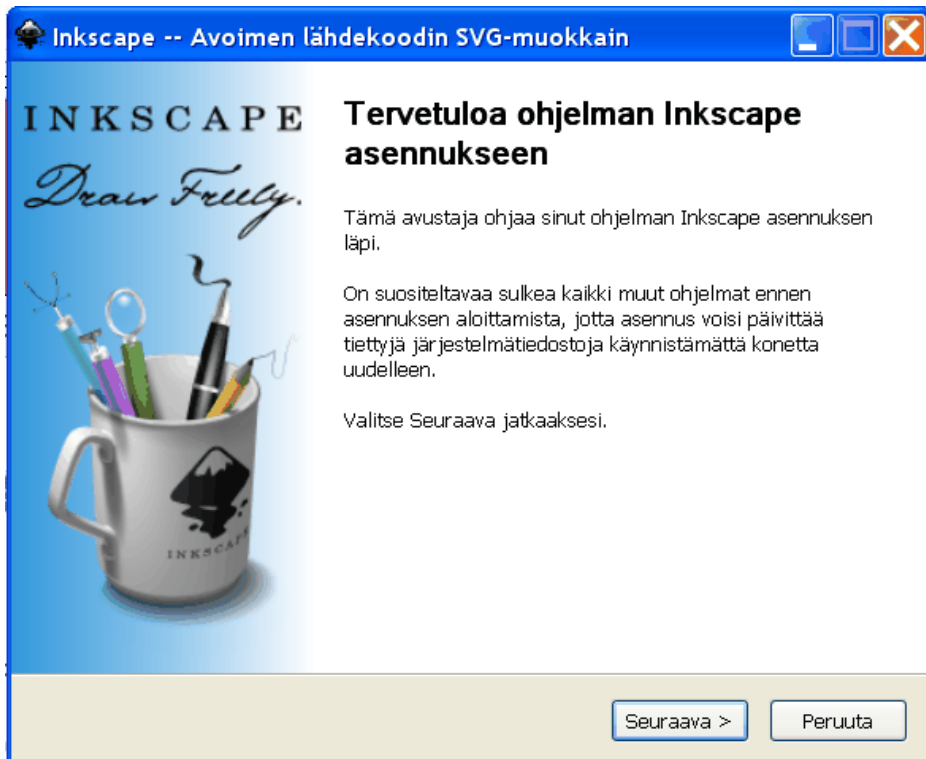 Inkscape -- Avoimen lähdekoodin SVG-muokkain
INKSCAPE
Draw Freely.
INKSCAPE
Tervetuloa ohjelman Inkscape
asennukseen
Tämä avustaja ohjaa sinut ohjelman Inkscape asennuksen
läpi.
On suositeltavaa sulkea kaikki muut ohjelmat ennen
asennuksen aloittamista, jotta asennus voisi päivittää
tiettyjä järjestelmätiedostoja käynnistämättä konetta
uudelleen.
Valitse Seuraava jatkaaksesi.
Seuraava >
Peruuta